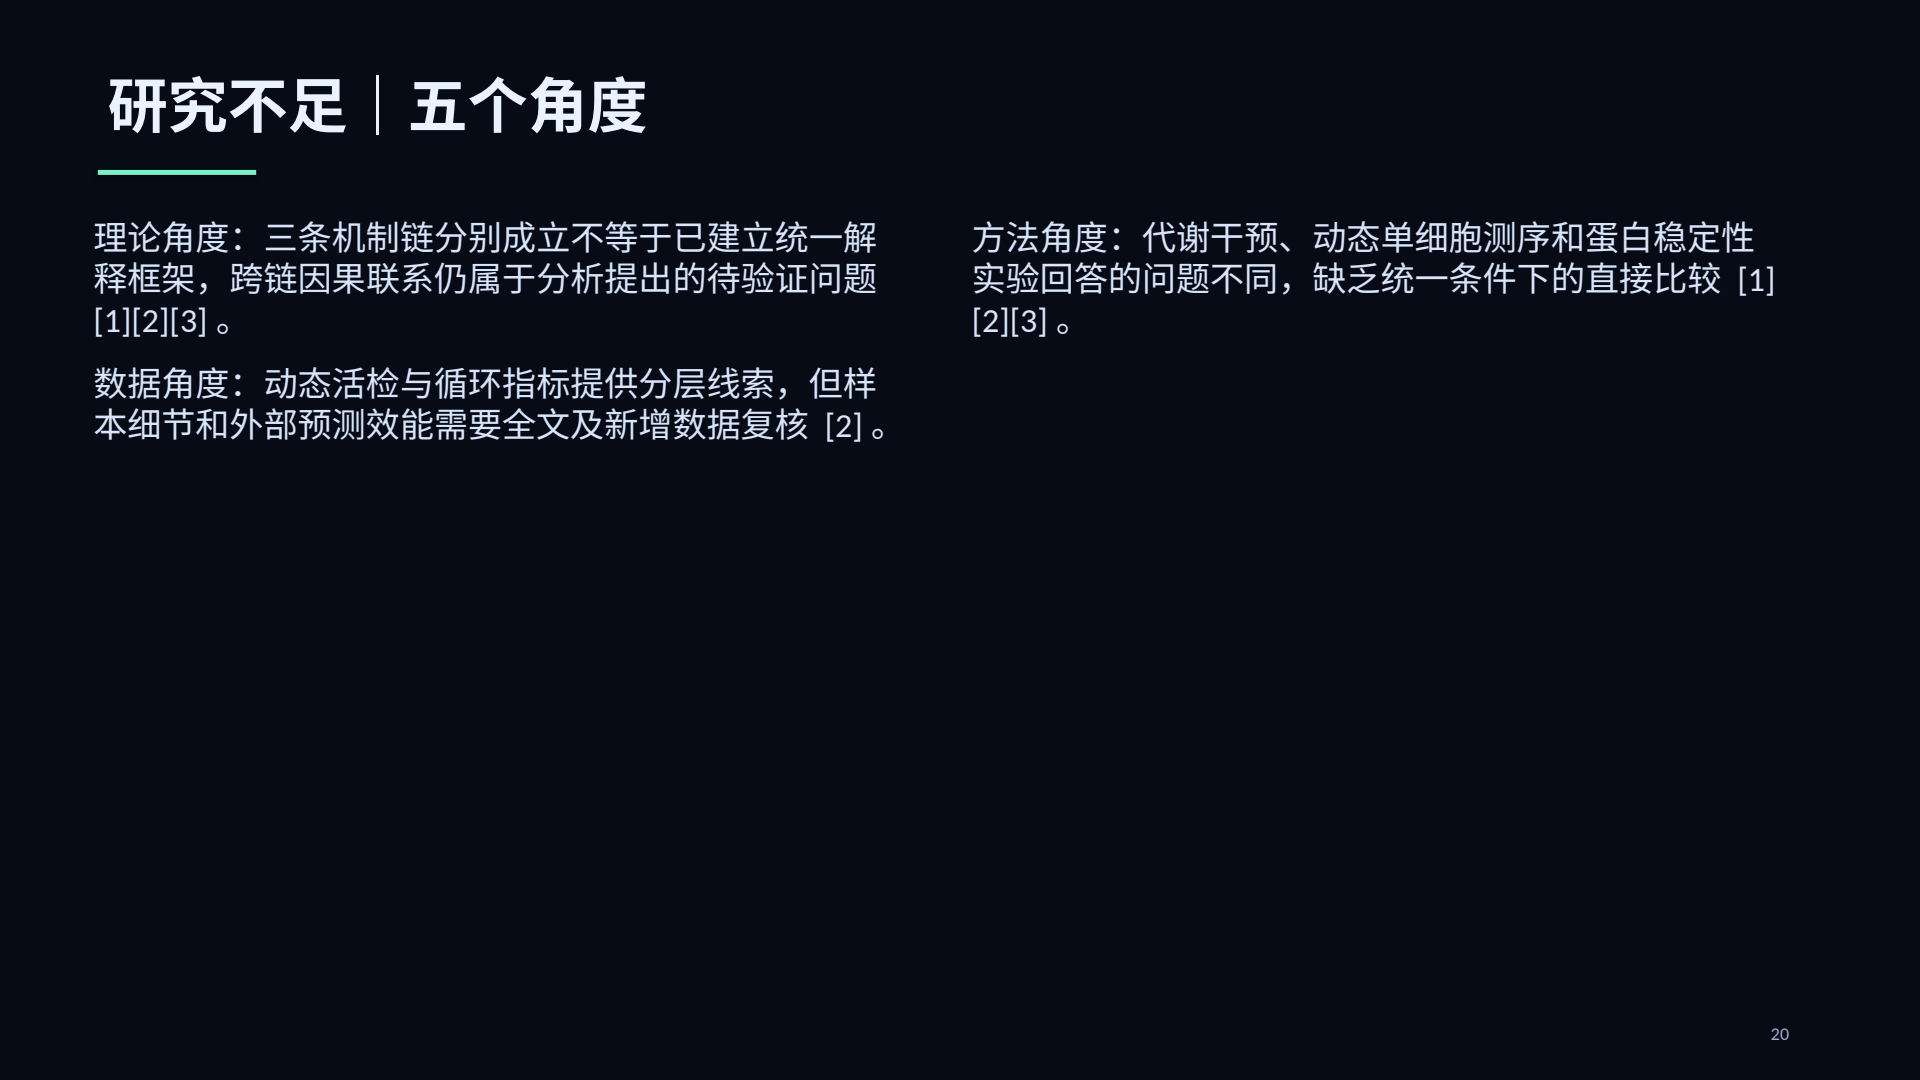 研究不足｜五个角度
理论角度：三条机制链分别成立不等于已建立统一解
释框架，跨链因果联系仍属于分析提出的待验证问题
[1][2][3] 。
数据角度：动态活检与循环指标提供分层线索，但样
本细节和外部预测效能需要全文及新增数据复核 [2] 。
方法角度：代谢干预、动态单细胞测序和蛋白稳定性
实验回答的问题不同，缺乏统一条件下的直接比较 [1]
[2][3] 。
20